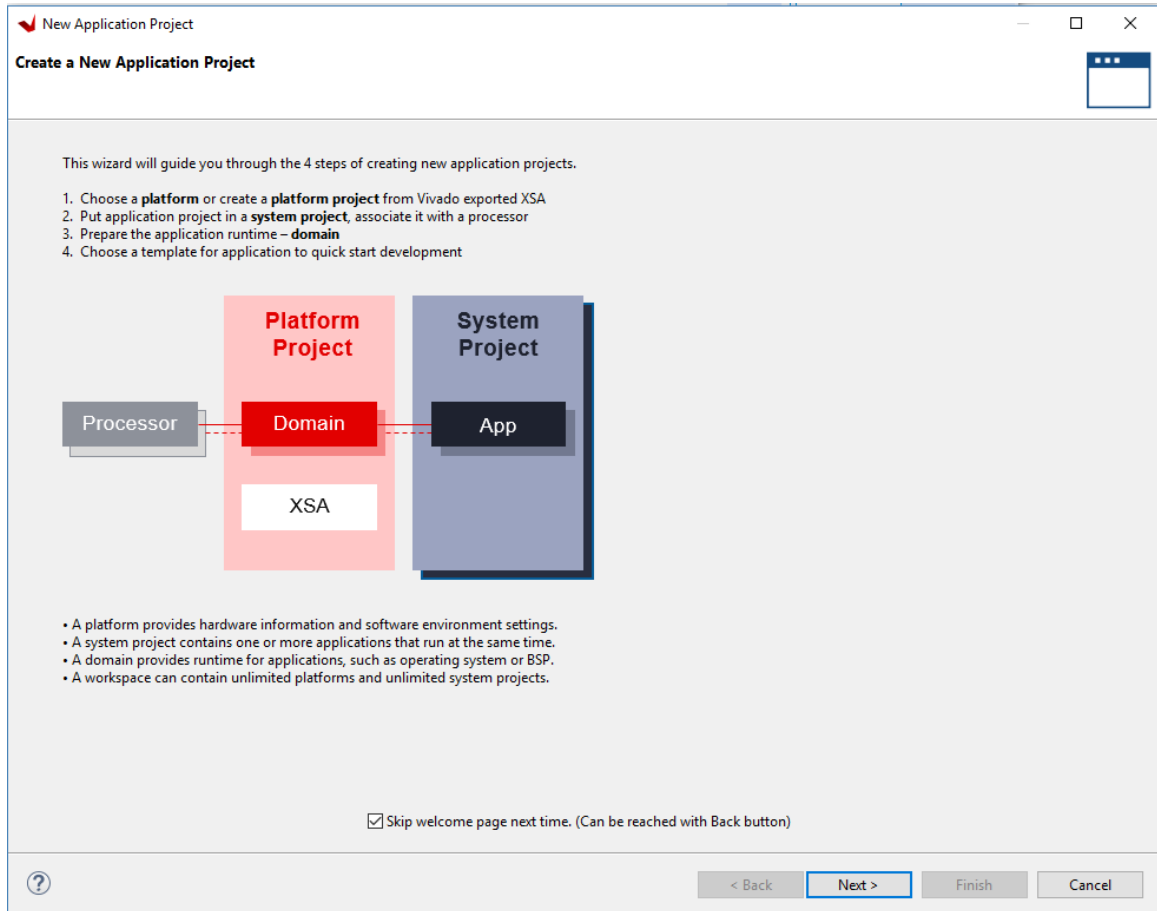 New Application Project
Create a New Application Project
This wizard will guide you through the 4 steps of creating new application projects.
1. Choose a platform or create a platform project from Vivado exported XSA
2. Put application project in a system project, associate it with a processor
3. Prepare the application runtime – domain
4. Choose a template for application to quick start development
Platform
Project
System
Project
Processor
Domain
App
XSA
• A platform provides hardware information and software environment settings.
• A system project contains one or more applications that run at the same time.
• A domain provides runtime for applications, such as operating system or BSP.
• A workspace can contain unlimited platforms and unlimited system projects.
Skip welcome page next time. (Can be reached with Back button)
?
< Back
Next >
Finish
Cancel